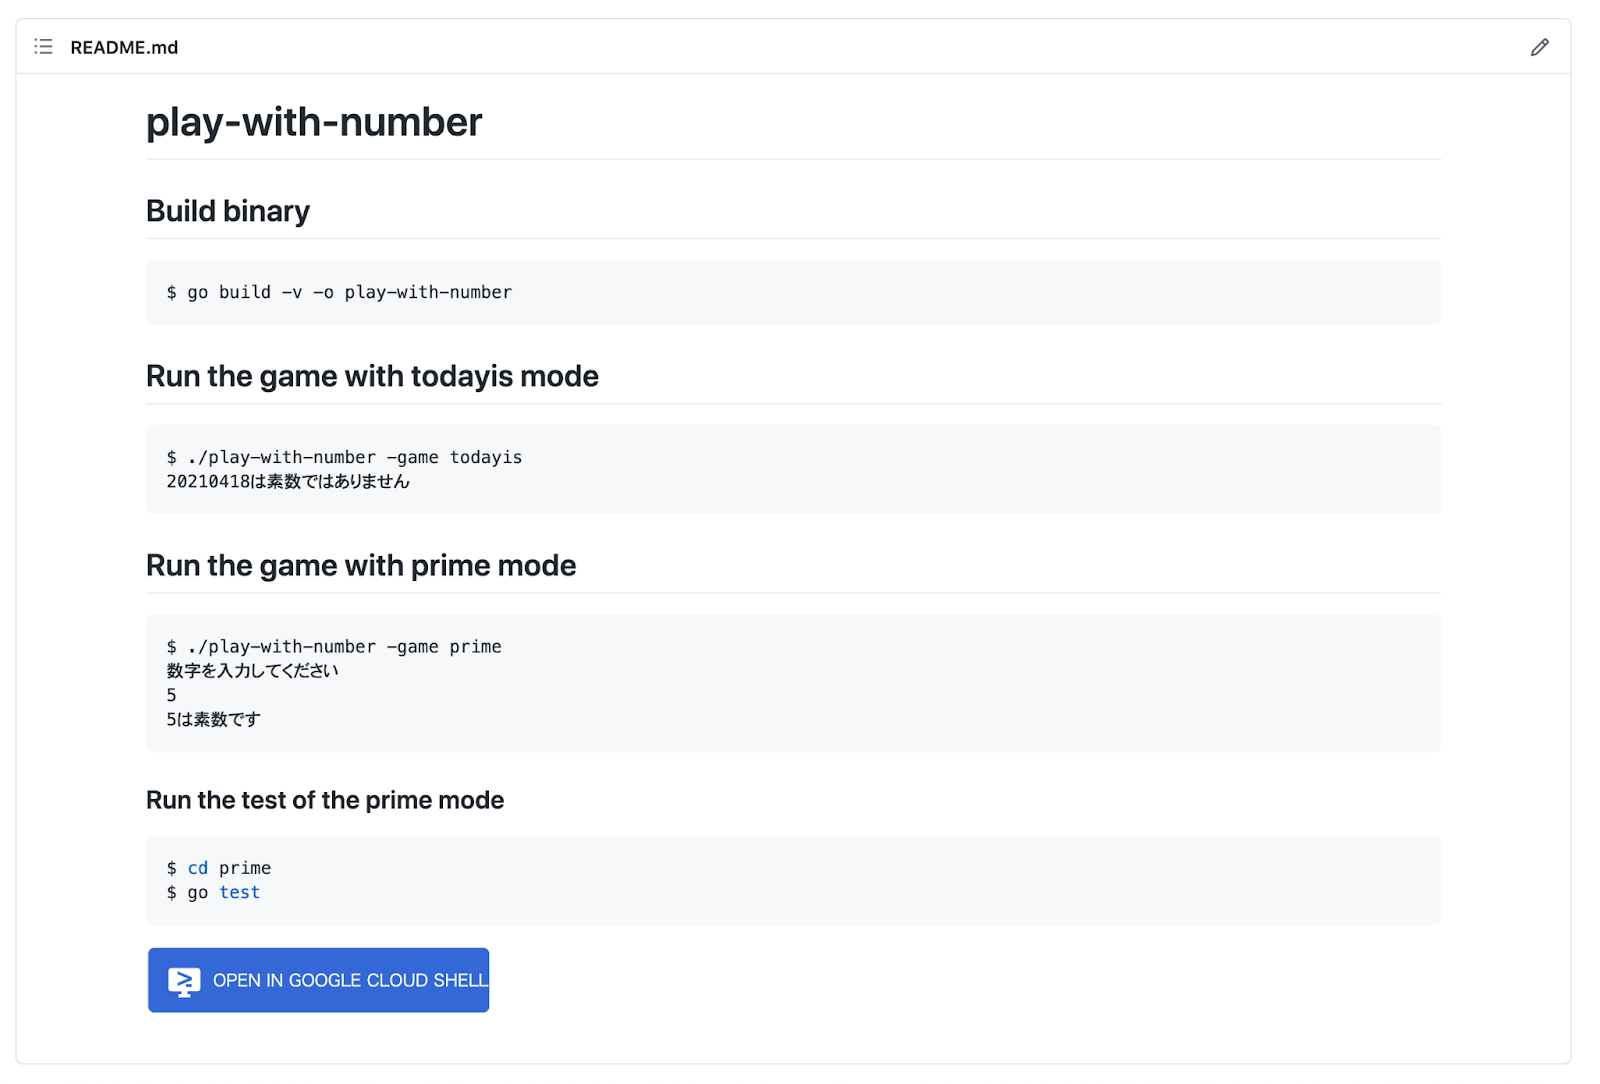 README.md
play-with-number
Build binary
$ go build -v -o play-with-number
Run the game with todayis mode
$ ./play-with-number -game todayis
20210418は素数ではありません
Run the game with prime mode
$ ./play-with-number -game prime
数字を入力してください
5
5は素数です
Run the test of the prime mode
$ cd prime
$ go test
OPEN IN GOOGLE CLOUD SHELL